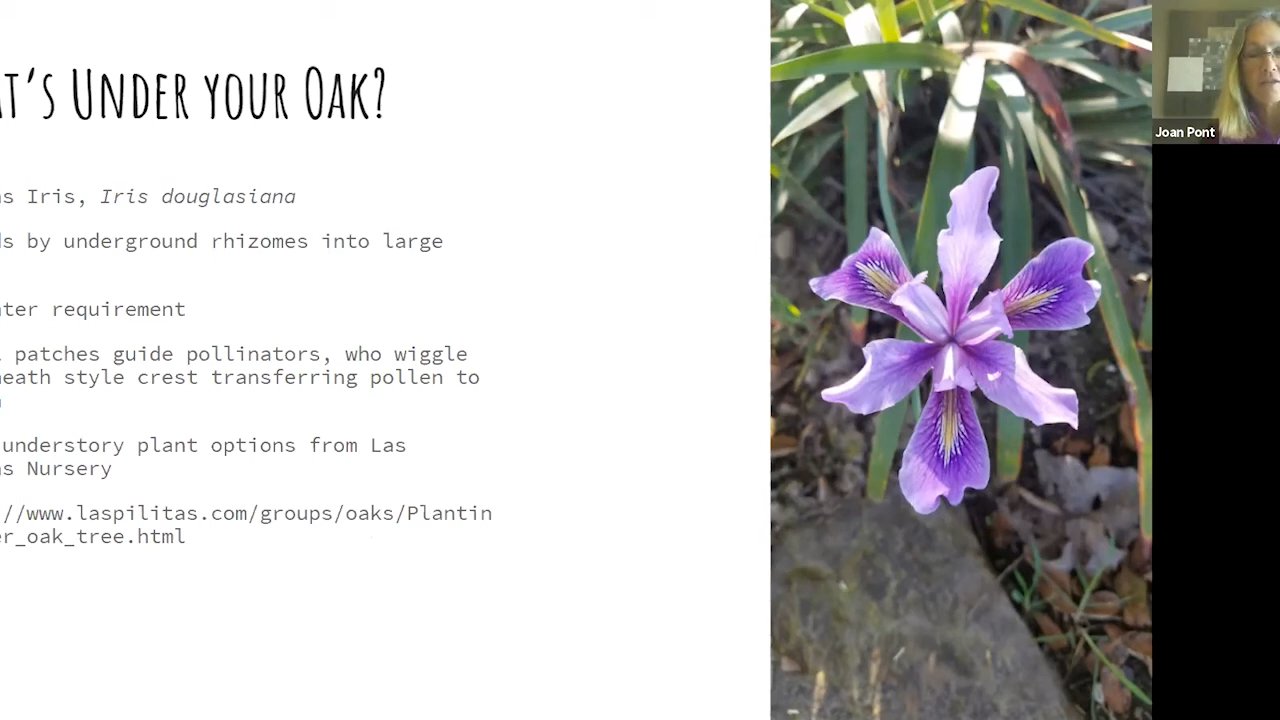 T'S UNDER YOUR OAK?
s Iris, Iris douglasiana
s by underground rhizomes into large
ter requirement
patches guide pollinators, who wiggle
eath style crest transferring pollen to
understory plant options from Las
s Nursery
//www.laspilitas.com/groups/oaks/Plantin
er_oak_tree.html
Joan Pont